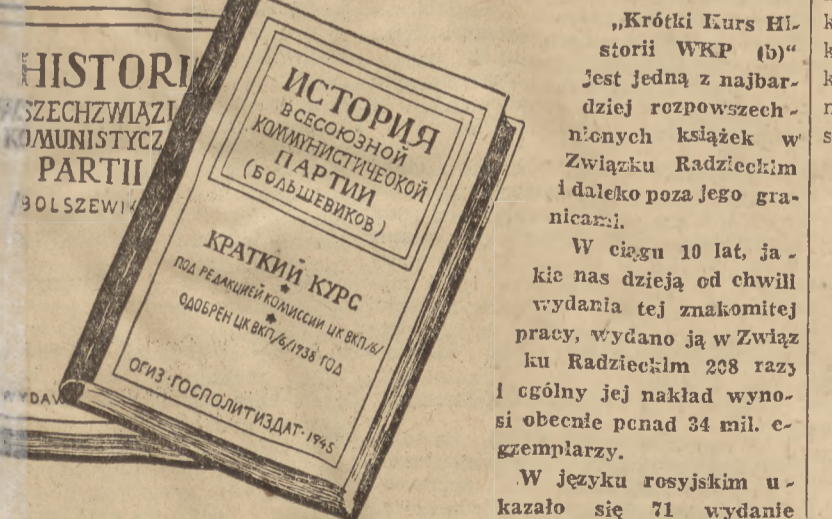 HISTORI
SZECHZWIĄZ
KOMUNISTYCZ
PARTII
BOLSZEWI
WYDAW
ИСТОРИЯ
ВСЕСОЮЗНОЙ
КОММУНИСТИЧЕСКОЙ
ПАРТИИ
(БОЛЬШЕВИКОВ)
КРАТКИЙ КУРС
ПОД РЕДАКЦИЕЙ КОМИССИИ ЦК ВКП/б/
ОДОБРЕН ЦК ВКП/б/1938 ГОД
ОГИЗ·ГОСПОЛИТИЗДАТ·1945
„Krótki Kurs Hi-
storii WKP (b)“
jest jedną z najbar-
dziej rozpowszech-
nionych książek w
Związku Radzieckim
i daleko poza jego gra-
nicami.
W ciągu 10 lat, ja-
kie nas dzieją od chwili
wydania tej znakomitej
pracy, wydano ją w Związ
ku Radzieckim 208 razy
i ogólny jej nakład wyno-
si obecnie ponad 34 mil. e-
gzemplarzy.
W języku rosyjskim u-
kazało się 71 wydanie